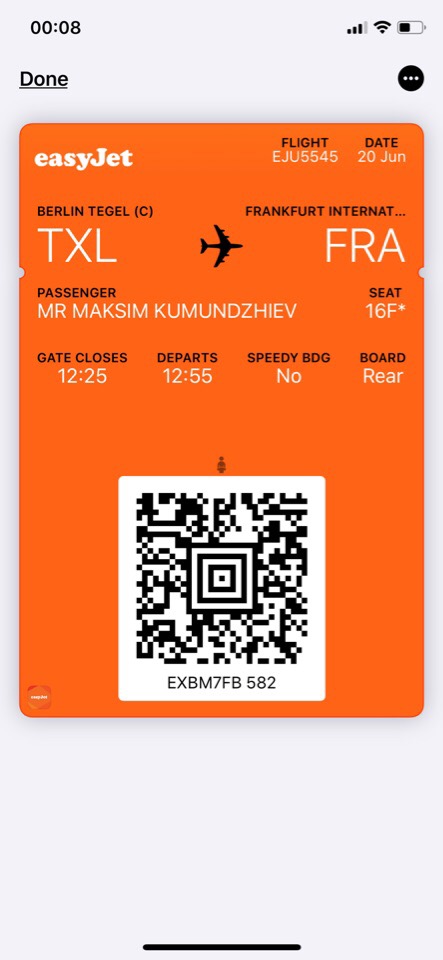 00:08
Done
easyJet
FLIGHT DATE
EJU5545 20 Jun
BERLIN TEGEL (C) FRANKFURT INTERNAT...
TXL FRA
PASSENGER SEAT
MR MAKSIM KUMUNDZHIEV 16F*
GATE CLOSES DEPARTS SPEEDY BDG BOARD
12:25 12:55 No Rear
EXBM7FB 582
easyJet